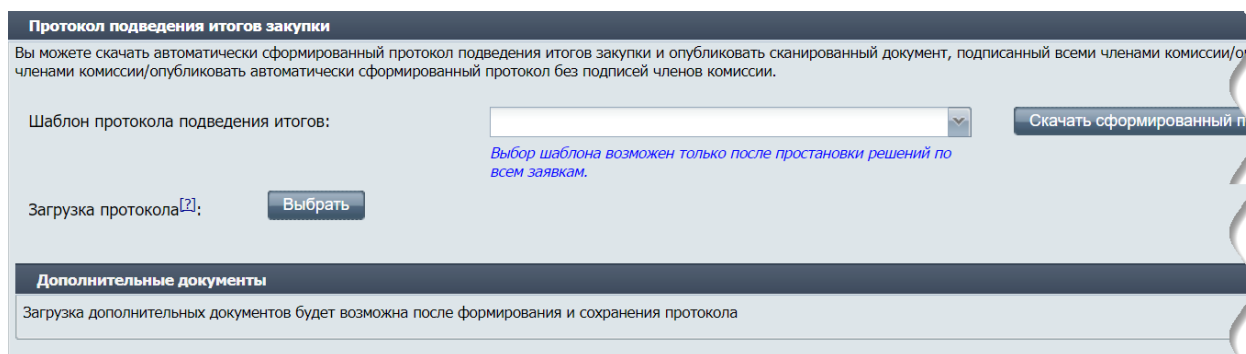 Протокол подведения итогов закупки
Вы можете скачать автоматически сформированный протокол подведения итогов закупки и опубликовать сканированный документ, подписанный всеми членами комиссии/
членами комиссии/опубликовать автоматически сформированный протокол без подписей членов комиссии.
Шаблон протокола подведения итогов:
Скачать сформированный
Выбор шаблона возможен только после простановки решений по
всем заявкам.
Загрузка протокола[?]:
Выбрать
Дополнительные документы
Загрузка дополнительных документов будет возможна после формирования и сохранения протокола